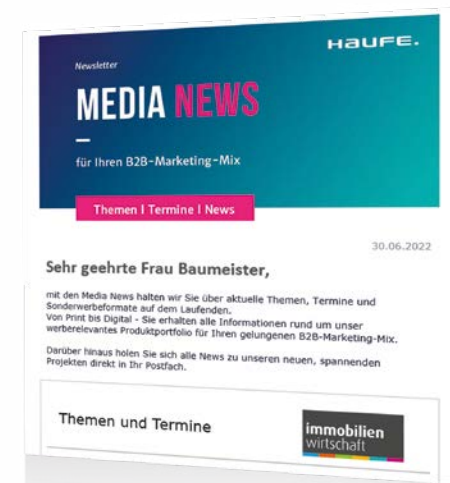 HAUFE.
Newsletter
MEDIA NEWS
für Ihren B2B-Marketing-Mix
Themen I Termine I News
30.06.2022
Sehr geehrte Frau Baumeister,
mit den Media News halten wir Sie über aktuelle Themen, Termine und
Sonderwerbeformate auf dem Laufenden.
Von Print bis Digital - Sie erhalten alle Informationen rund um unser
werberelevantes Produktportfolio für Ihren gelungenen B2B-Marketing-Mix.
Darüber hinaus holen Sie sich alle News zu unseren neuen, spannenden
Projekten direkt in Ihr Postfach.
Themen und Termine
immobilien
wirtschaft